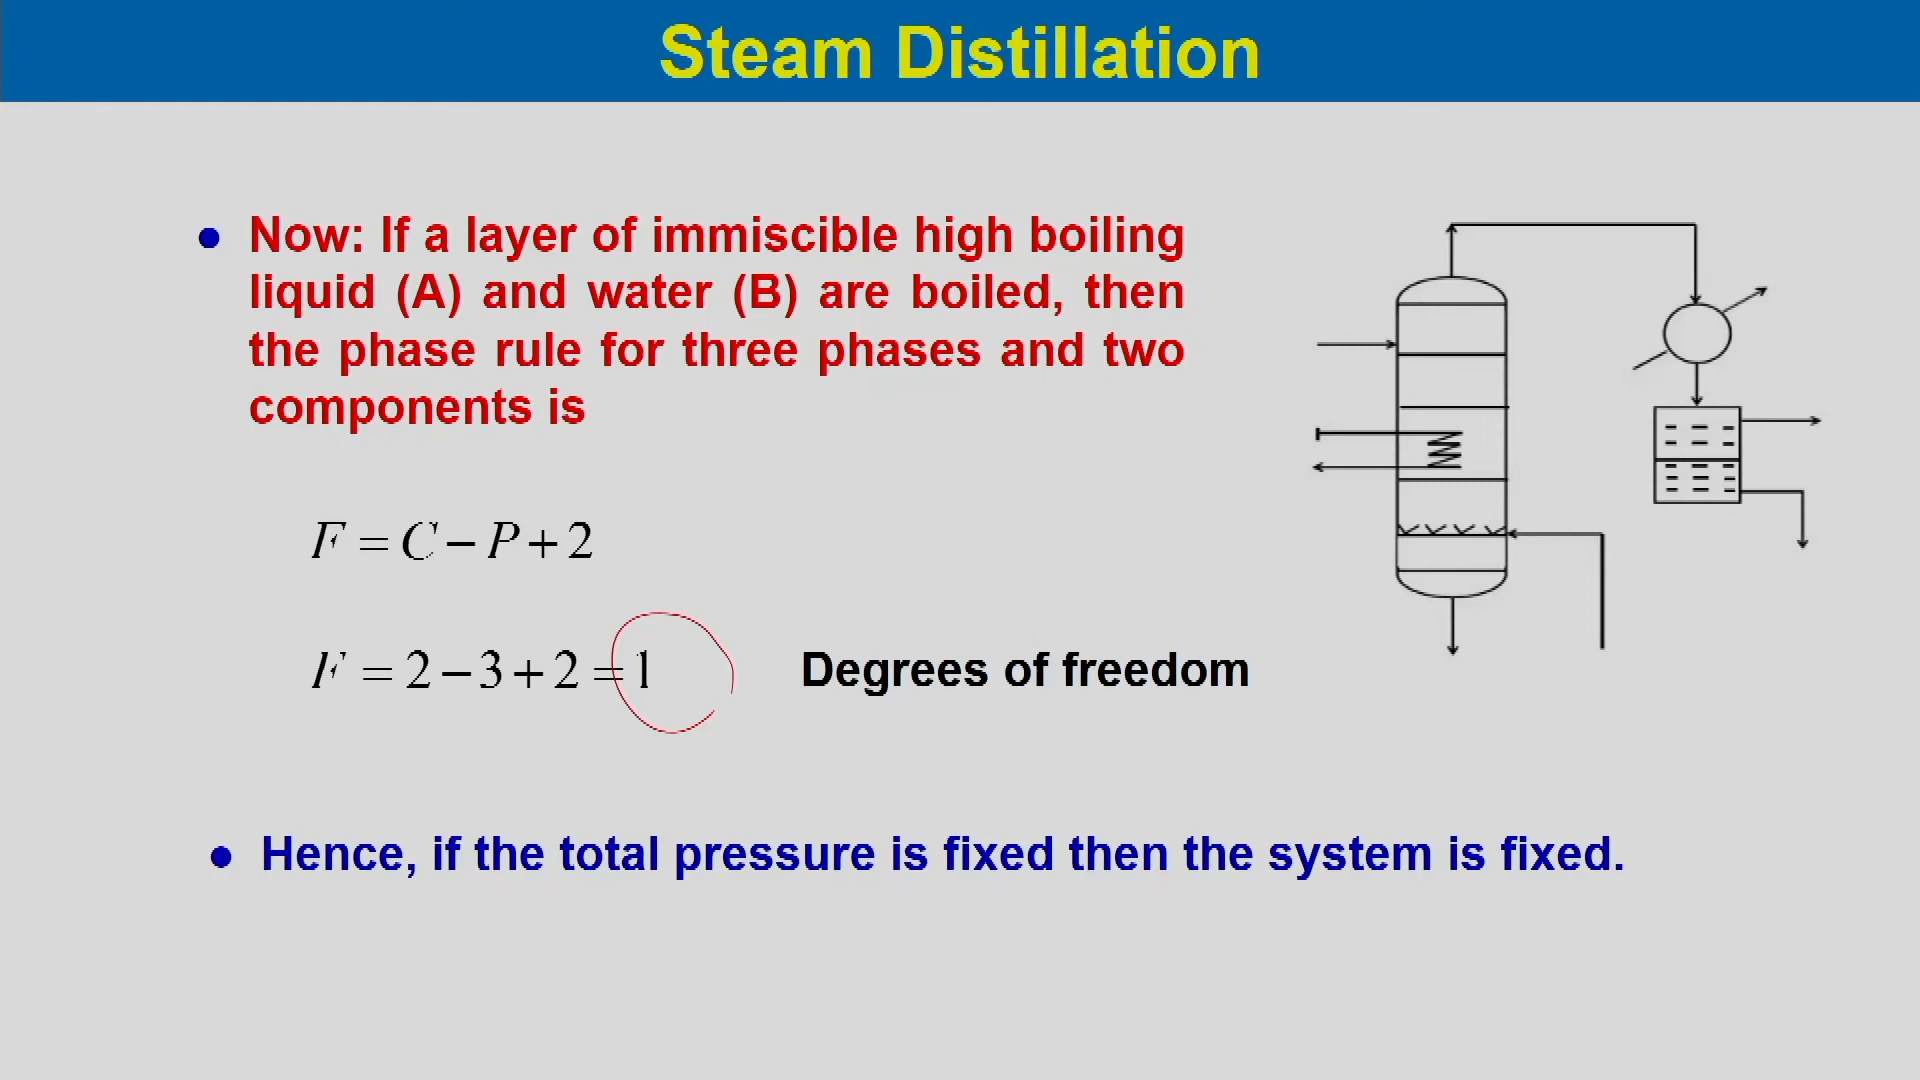 Steam Distillation
● Now: If a layer of immiscible high boiling
liquid (A) and water (B) are boiled, then
the phase rule for three phases and two
components is
F = C − P + 2
F = 2 − 3 + 2 = 1 Degrees of freedom
● Hence, if the total pressure is fixed then the system is fixed.